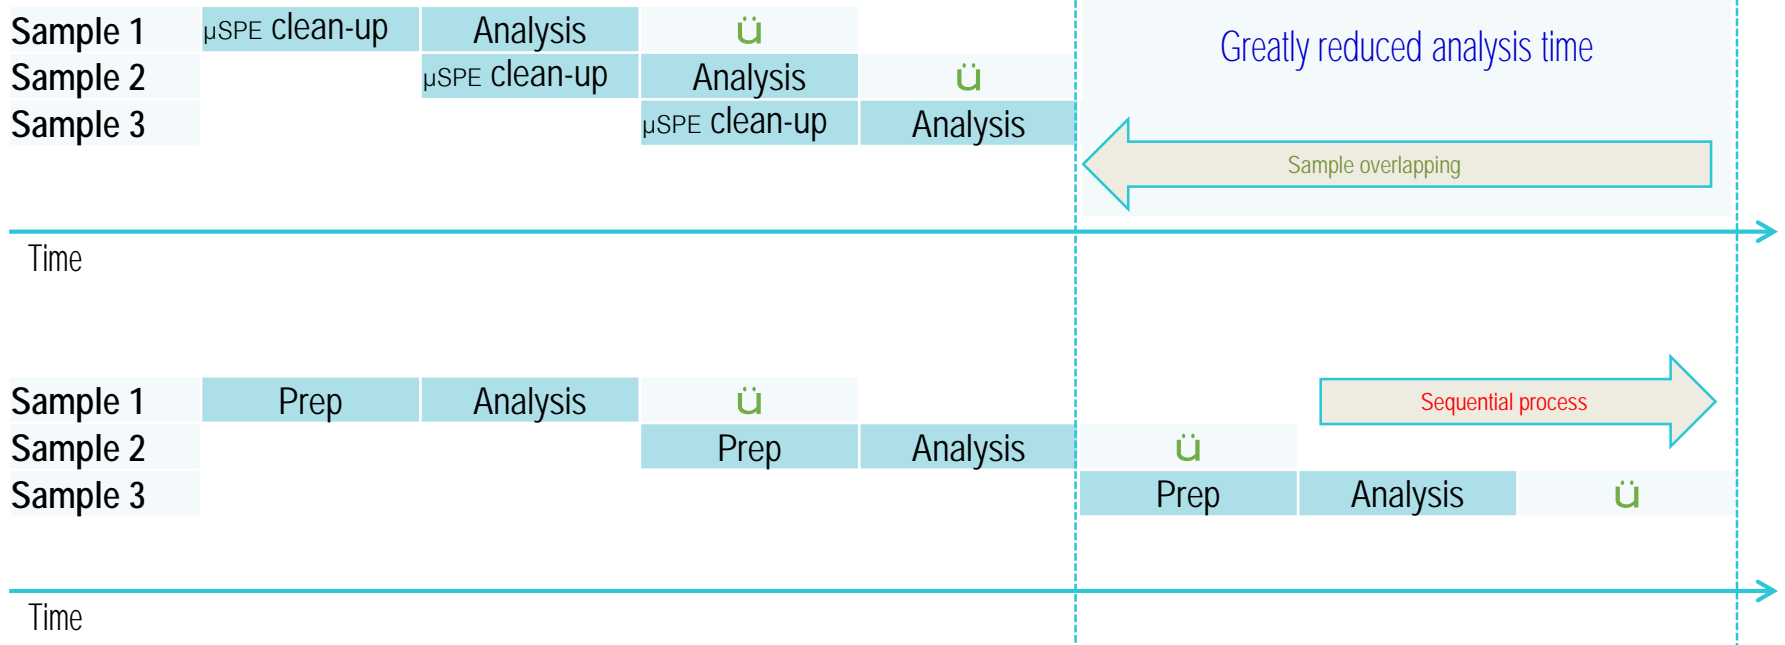 Sample 1 µSPE clean-up Analysis ü
Greatly reduced analysis time
Sample 2 µSPE clean-up Analysis ü
Sample 3 µSPE clean-up Analysis
Sample overlapping
Time
Sample 1 Prep Analysis ü
Sequential process
Sample 2 Prep Analysis ü
Sample 3 Prep Analysis ü
Time